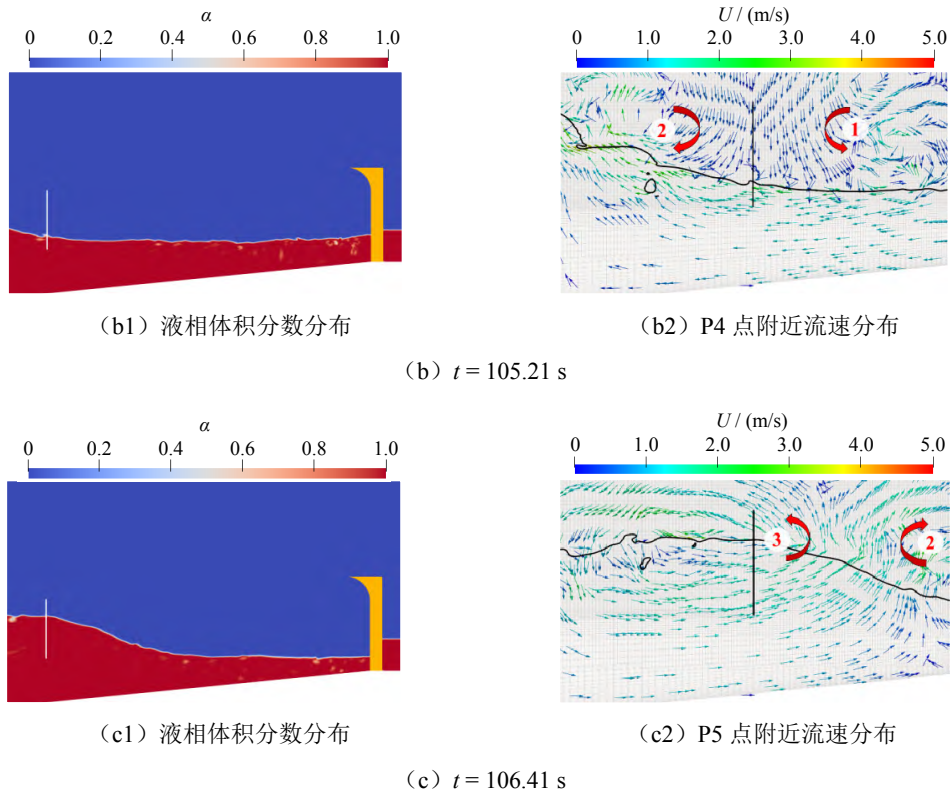 α
U / (m/s)
0 0.2 0.4 0.6 0.8 1.0
0 1.0 2.0 3.0 4.0 5.0
2 1
（b1）液相体积分数分布
（b2）P4 点附近流速分布
（b）t = 105.21 s
α
U / (m/s)
0 0.2 0.4 0.6 0.8 1.0
0 1.0 2.0 3.0 4.0 5.0
3 2
（c1）液相体积分数分布
（c2）P5 点附近流速分布
（c）t = 106.41 s